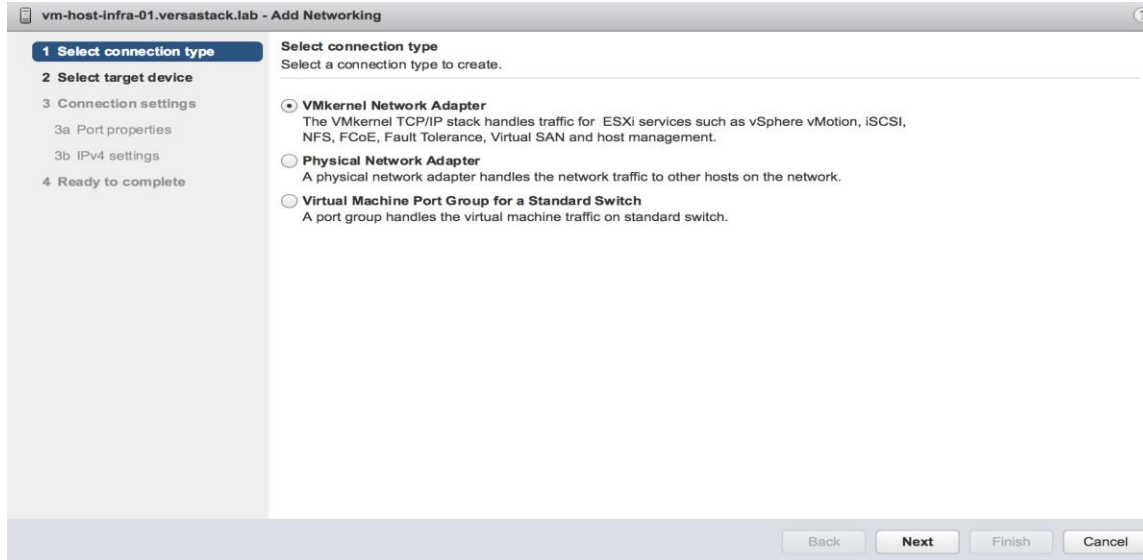 vm-host-infra-01.versastack.lab - Add Networking
?
1 Select connection type
2 Select target device
3 Connection settings
3a Port properties
3b IPv4 settings
4 Ready to complete
Select connection type
Select a connection type to create.
VMkernel Network Adapter
The VMkernel TCP/IP stack handles traffic for ESXi services such as vSphere vMotion, iSCSI,
NFS, FCoE, Fault Tolerance, Virtual SAN and host management.
Physical Network Adapter
A physical network adapter handles the network traffic to other hosts on the network.
Virtual Machine Port Group for a Standard Switch
A port group handles the virtual machine traffic on standard switch.
Back Next Finish Cancel